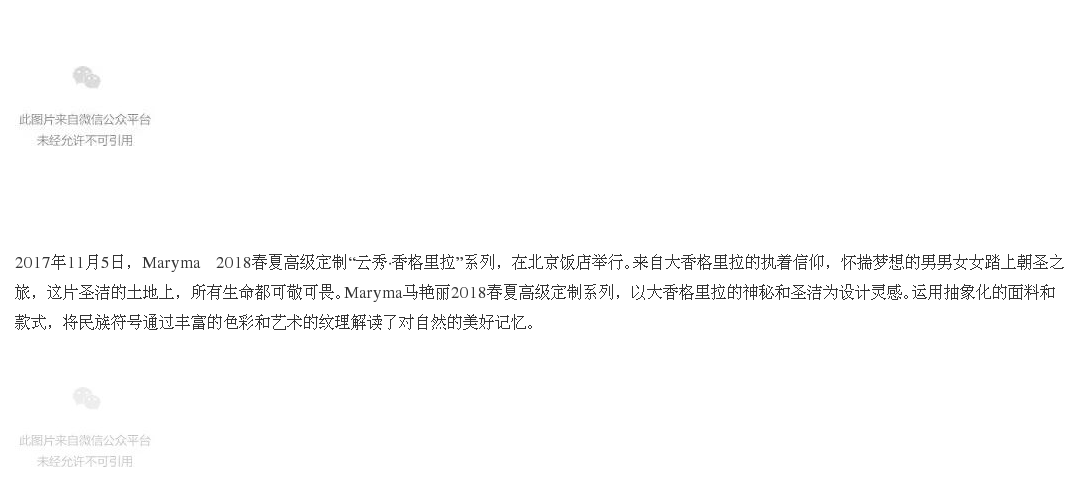 此图片来自微信公众平台
未经允许不可引用
2017年11月5日，Maryma　2018春夏高级定制“云秀·香格里拉”系列，在北京饭店举行。来自大香格里拉的执着信仰，怀揣梦想的男男女女踏上朝圣之
旅，这片圣洁的土地上，所有生命都可敬可畏。Maryma马艳丽2018春夏高级定制系列，以大香格里拉的神秘和圣洁为设计灵感。运用抽象化的面料和
款式，将民族符号通过丰富的色彩和艺术的纹理解读了对自然的美好记忆。
此图片来自微信公众平台
未经允许不可引用